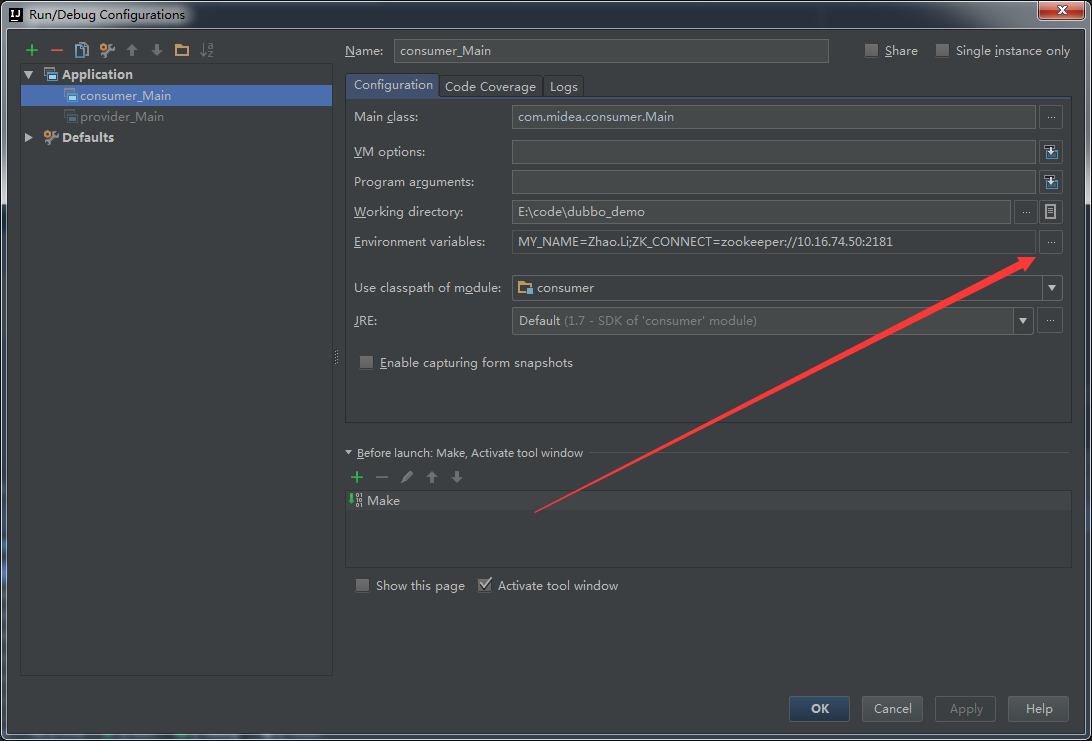 Run/Debug Configurations
Name: consumer_Main Share Single instance only
Application
consumer_Main
provider_Main
Defaults
Configuration Code Coverage Logs
Main class: com.midea.consumer.Main ...
VM options:
Program arguments:
Working directory: E:\code\dubbo_demo ...
Environment variables: MY_NAME=Zhao.Li;ZK_CONNECT=zookeeper://10.16.74.50:2181 ...
Use classpath of module: consumer
JRE: Default (1.7 - SDK of 'consumer' module) ...
Enable capturing form snapshots
Before launch: Make, Activate tool window
Make
Show this page Activate tool window
OK Cancel Apply Help